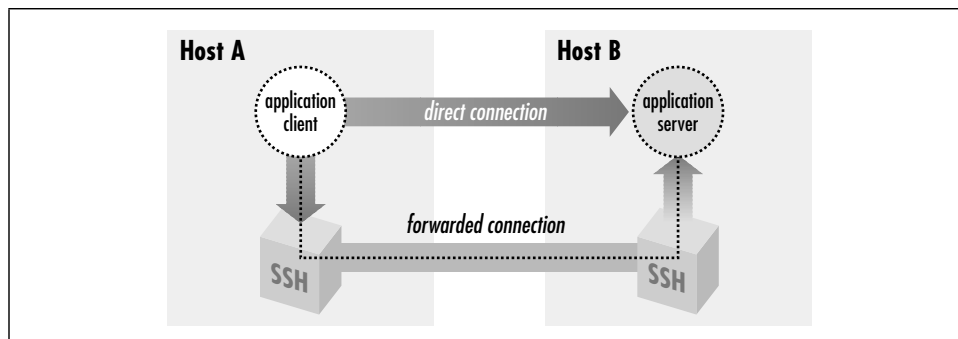 Host A
Host B
application
client
direct connection
application
server
forwarded connection
SSH
SSH